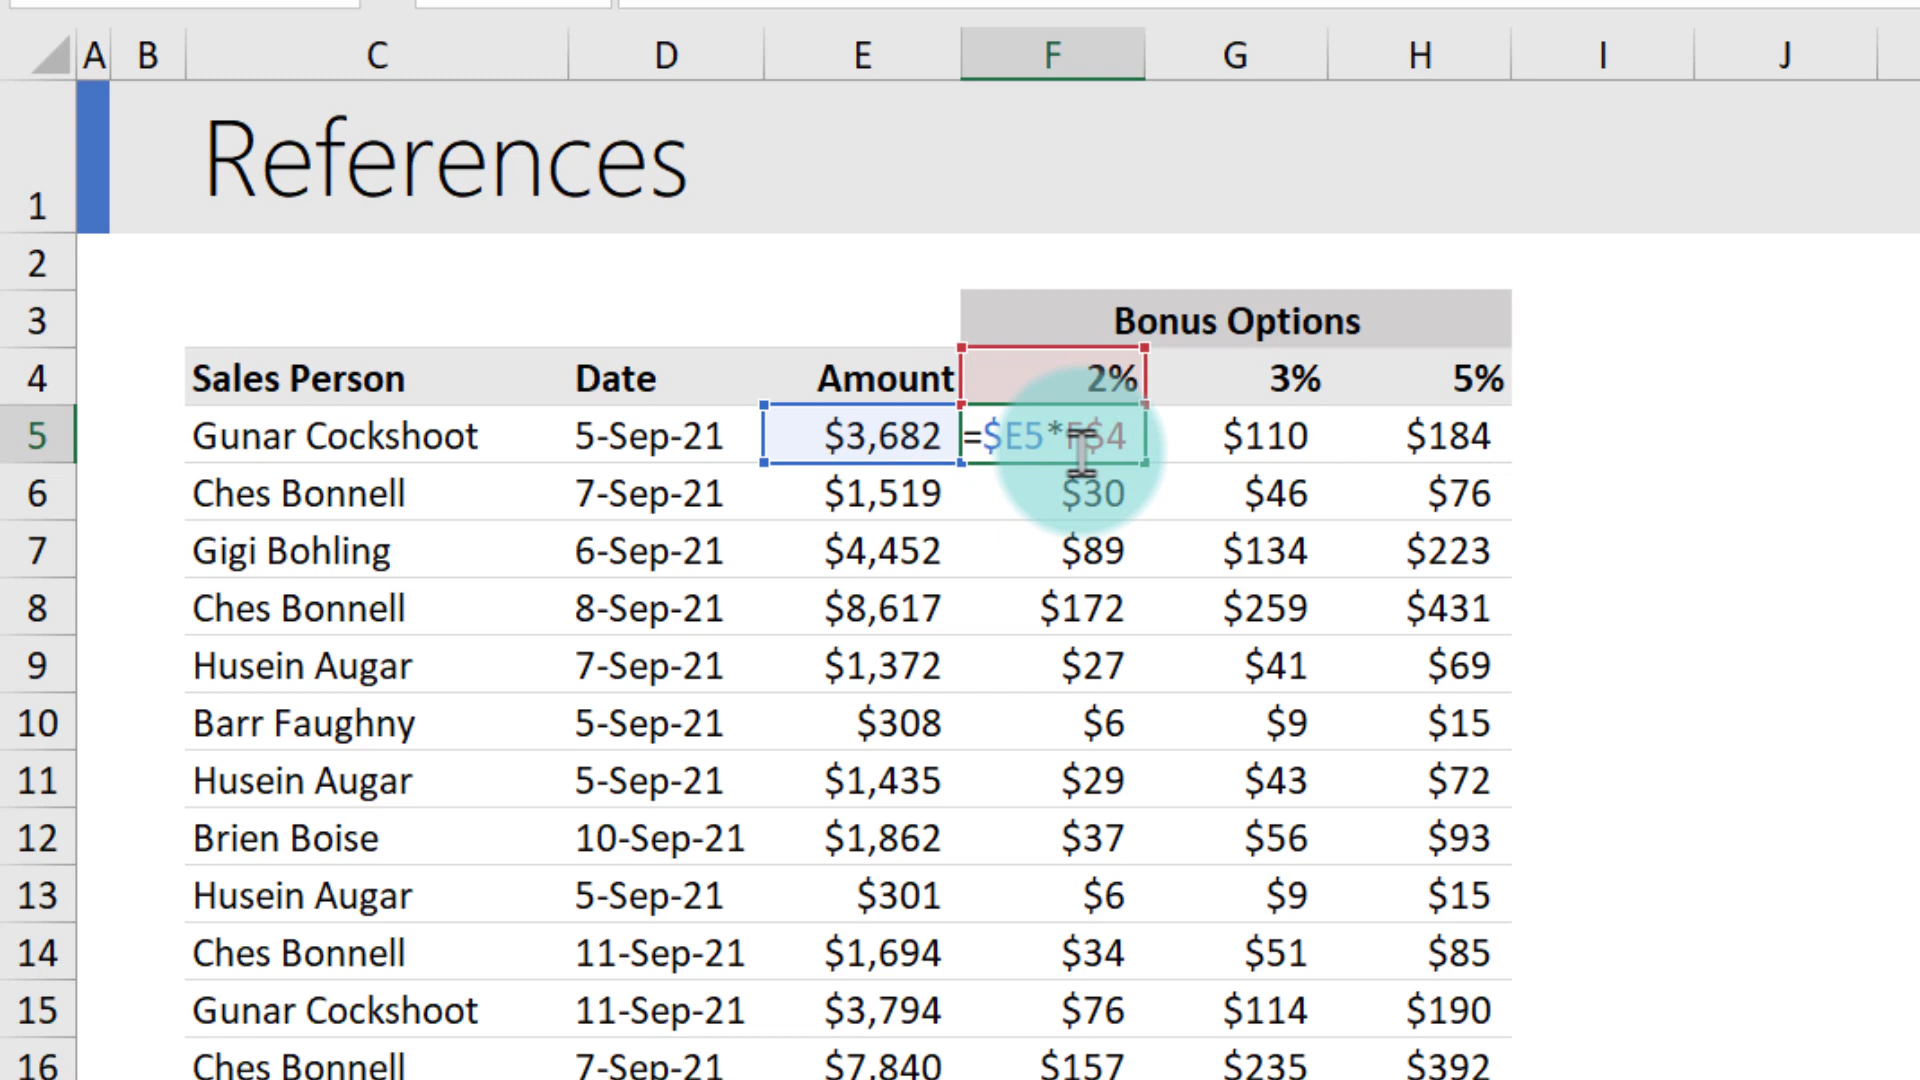 A B C D E F G H I J
1 References
2
3 Bonus Options
4 Sales Person Date Amount 2% 3% 5%
5 Gunar Cockshoot 5-Sep-21 $3,682 =$E5*F$4 $110 $184
6 Ches Bonnell 7-Sep-21 $1,519 $30 $46 $76
7 Gigi Bohling 6-Sep-21 $4,452 $89 $134 $223
8 Ches Bonnell 8-Sep-21 $8,617 $172 $259 $431
9 Husein Augar 7-Sep-21 $1,372 $27 $41 $69
10 Barr Faughny 5-Sep-21 $308 $6 $9 $15
11 Husein Augar 5-Sep-21 $1,435 $29 $43 $72
12 Brien Boise 10-Sep-21 $1,862 $37 $56 $93
13 Husein Augar 5-Sep-21 $301 $6 $9 $15
14 Ches Bonnell 11-Sep-21 $1,694 $34 $51 $85
15 Gunar Cockshoot 11-Sep-21 $3,794 $76 $114 $190
16 Ches Bonnell 7-Sep-21 $7,840 $157 $235 $392